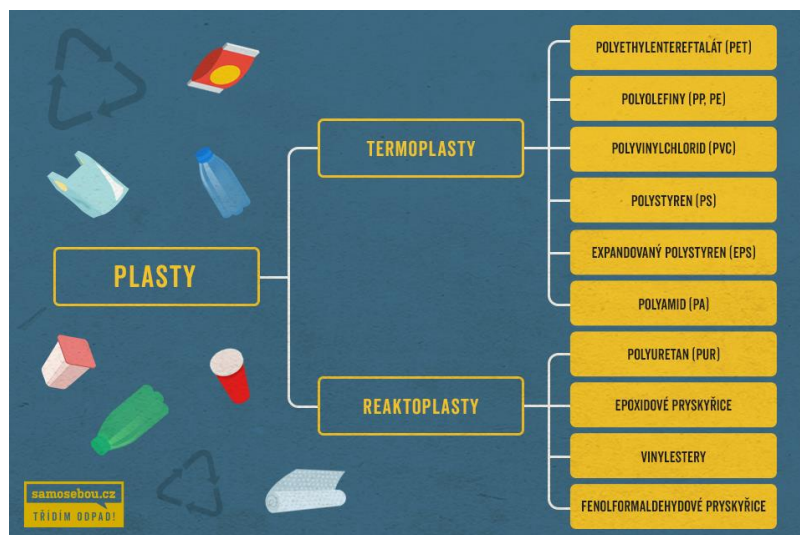 PLASTY
TERMOPLASTY
POLYETHYLENTEREFTALÁT (PET)
POLYOLEFINY (PP, PE)
POLYVINYLCHLORID (PVC)
POLYSTYREN (PS)
EXPANDOVANÝ POLYSTYREN (EPS)
POLYAMID (PA)
REAKTOPLASTY
POLYURETAN (PUR)
EPOXIDOVÉ PRYSKYŘICE
VINYLESTERY
FENOLFORMALDEHYDOVÉ PRYSKYŘICE
samosebou.cz
TŘÍDÍM ODPAD!